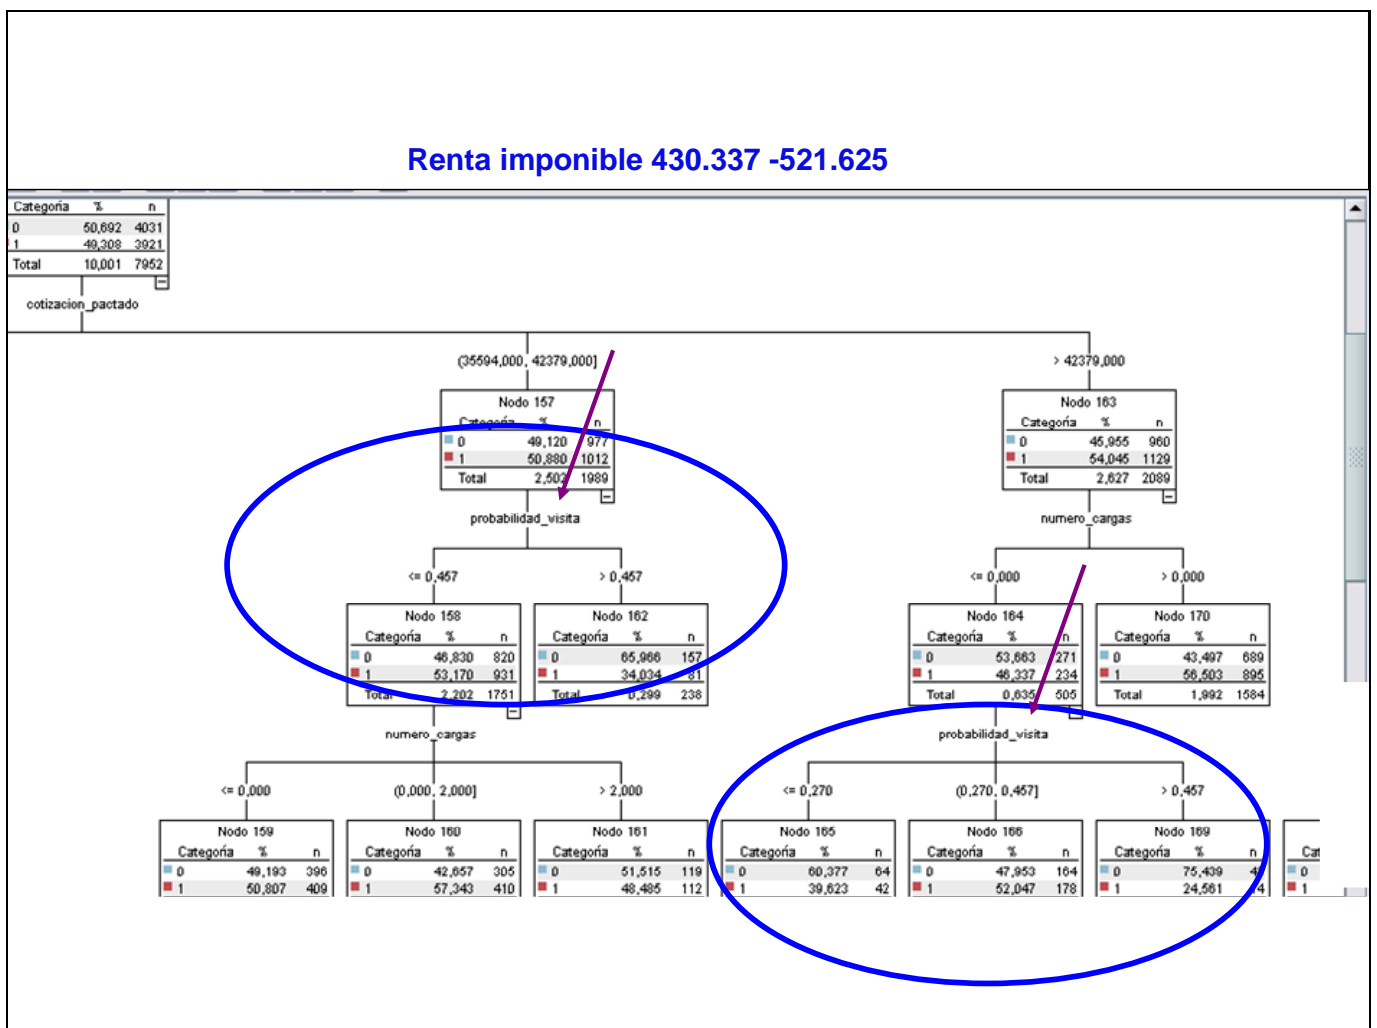 Renta imponible 430.337 -521.625
Categoría % n
0 50,692 4031
1 49,308 3921
Total 10,001 7952
cotizacion_pactado
(35594,000, 42379,000]
> 42379,000
Nodo 157
Categoría % n
0 49,120 977
1 50,880 1012
Total 2,502 1989
Nodo 163
Categoría % n
0 45,955 960
1 54,045 1129
Total 2,627 2089
probabilidad_visita
numero_cargas
<= 0,457
> 0,457
<= 0,000
> 0,000
Nodo 158
Categoría % n
0 46,830 820
1 53,170 931
Total 2,202 1751
Nodo 162
Categoría % n
0 65,966 157
1 34,034 81
Total 0,299 238
Nodo 164
Categoría % n
0 53,663 271
1 46,337 234
Total 0,635 505
Nodo 170
Categoría % n
0 43,497 689
1 56,503 895
Total 1,992 1584
numero_cargas
probabilidad_visita
<= 0,000
(0,000, 2,000]
> 2,000
<= 0,270
(0,270, 0,457]
> 0,457
Nodo 159
Categoría % n
0 49,193 396
1 50,807 409
Nodo 160
Categoría % n
0 42,657 305
1 57,343 410
Nodo 161
Categoría % n
0 51,515 119
1 48,485 112
Nodo 165
Categoría % n
0 60,377 64
1 39,623 42
Nodo 166
Categoría % n
0 47,953 164
1 52,047 178
Nodo 169
Categoría % n
0 75,439
1 24,561
Cat
0
1